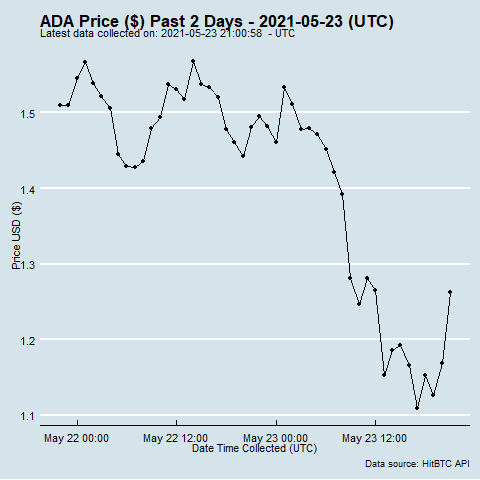 ADA Price ($) Past 2 Days - 2021-05-23 (UTC)
Latest data collected on: 2021-05-23 21:00:58 - UTC
Price USD ($)
1.5
1.4
1.3
1.2
1.1
May 22 00:00 May 22 12:00 May 23 00:00 May 23 12:00
Date Time Collected (UTC)
Data source: HitBTC API